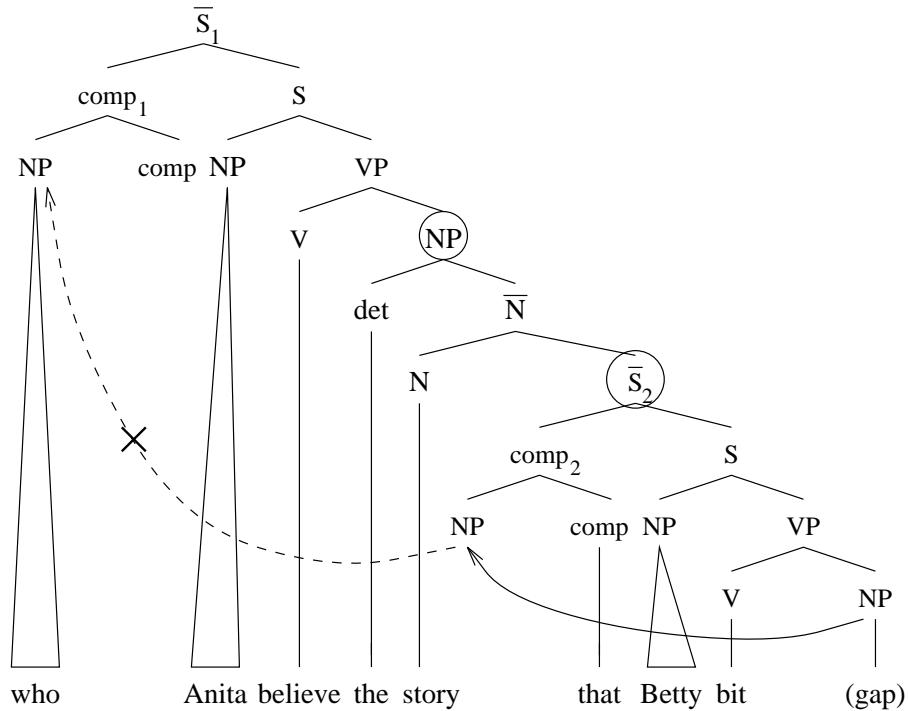 S̅₁
comp₁ S
NP comp NP VP
V NP
det N̅
N S̅₂
comp₂ S
NP comp NP VP
V NP
who Anita believe the story that Betty bit (gap)